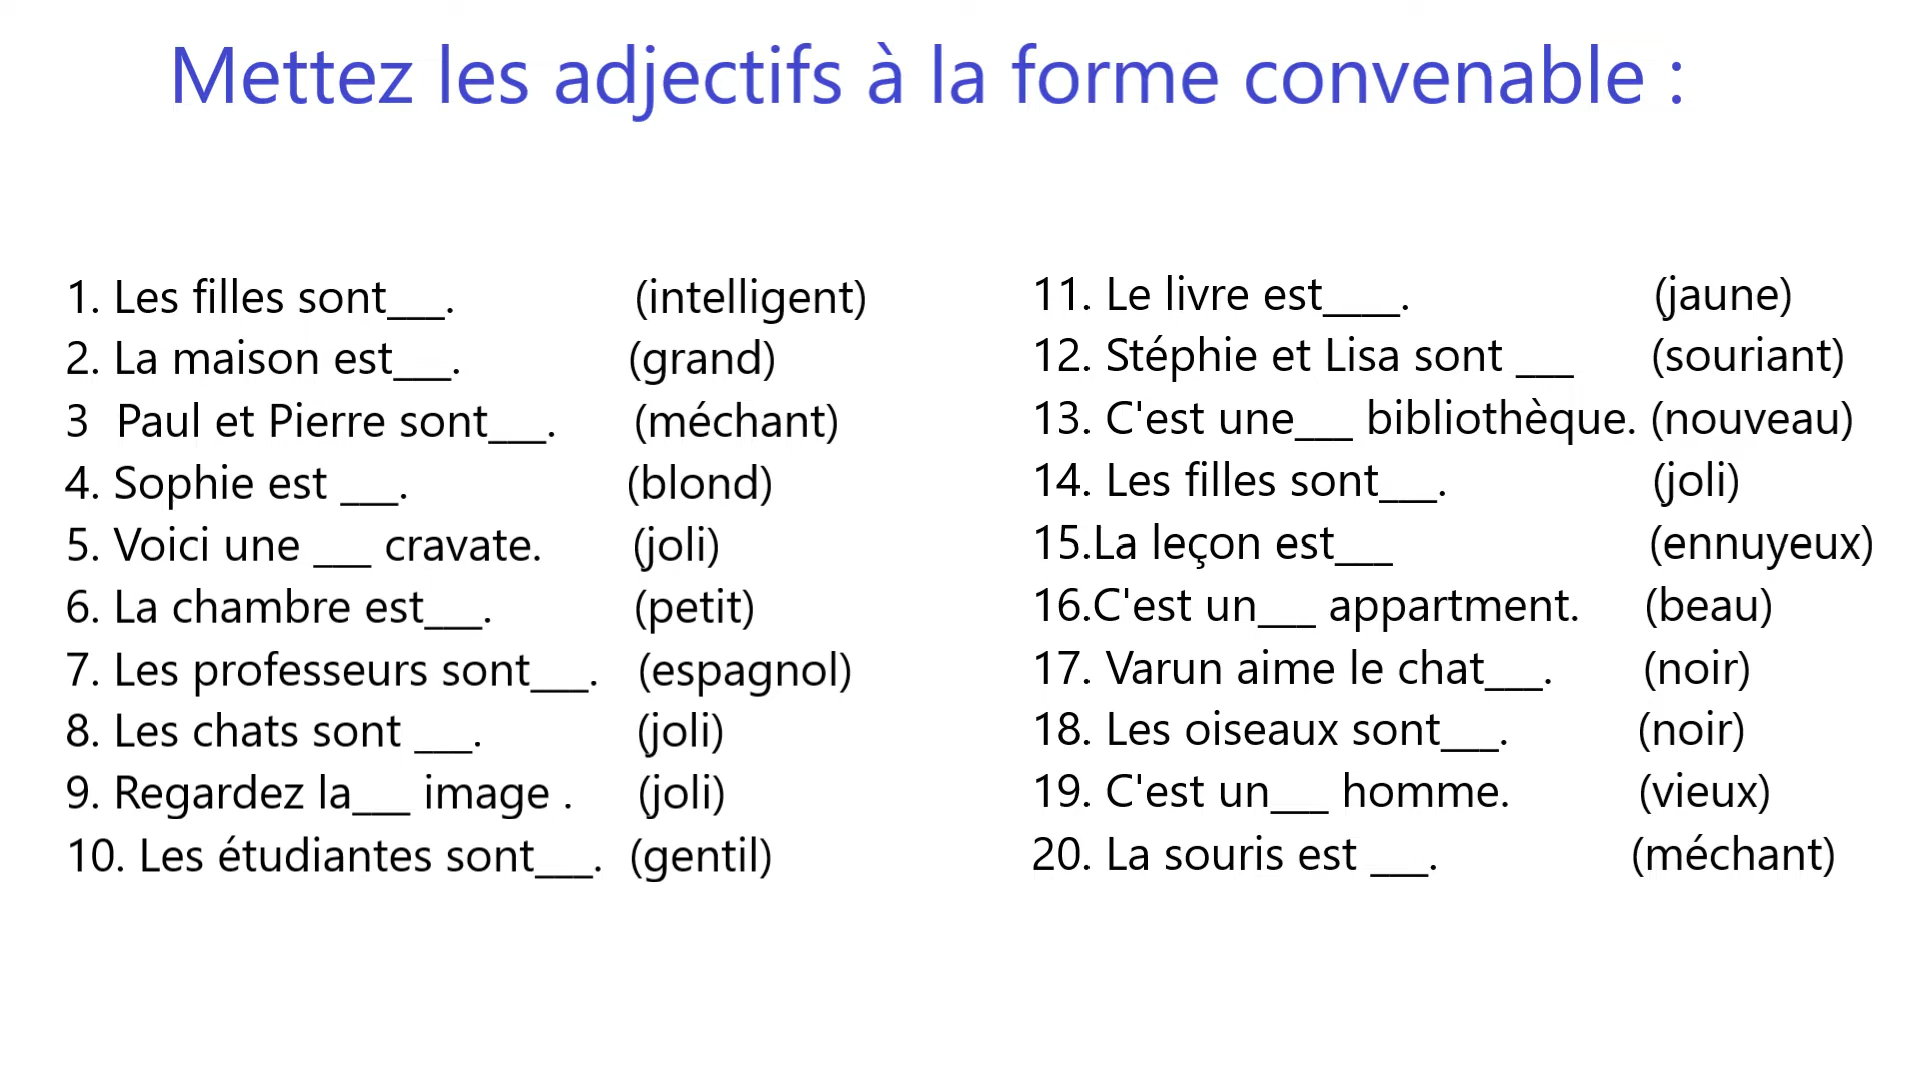 Mettez les adjectifs à la forme convenable :
1. Les filles sont___. (intelligent)
2. La maison est___. (grand)
3 Paul et Pierre sont___. (méchant)
4. Sophie est ___. (blond)
5. Voici une ___ cravate. (joli)
6. La chambre est___. (petit)
7. Les professeurs sont___. (espagnol)
8. Les chats sont ___. (joli)
9. Regardez la___ image . (joli)
10. Les étudiantes sont___. (gentil)
11. Le livre est____. (jaune)
12. Stéphie et Lisa sont ___ (souriant)
13. C'est une___ bibliothèque. (nouveau)
14. Les filles sont___. (joli)
15.La leçon est___ (ennuyeux)
16.C'est un___ appartment. (beau)
17. Varun aime le chat___. (noir)
18. Les oiseaux sont___. (noir)
19. C'est un___ homme. (vieux)
20. La souris est ___. (méchant)